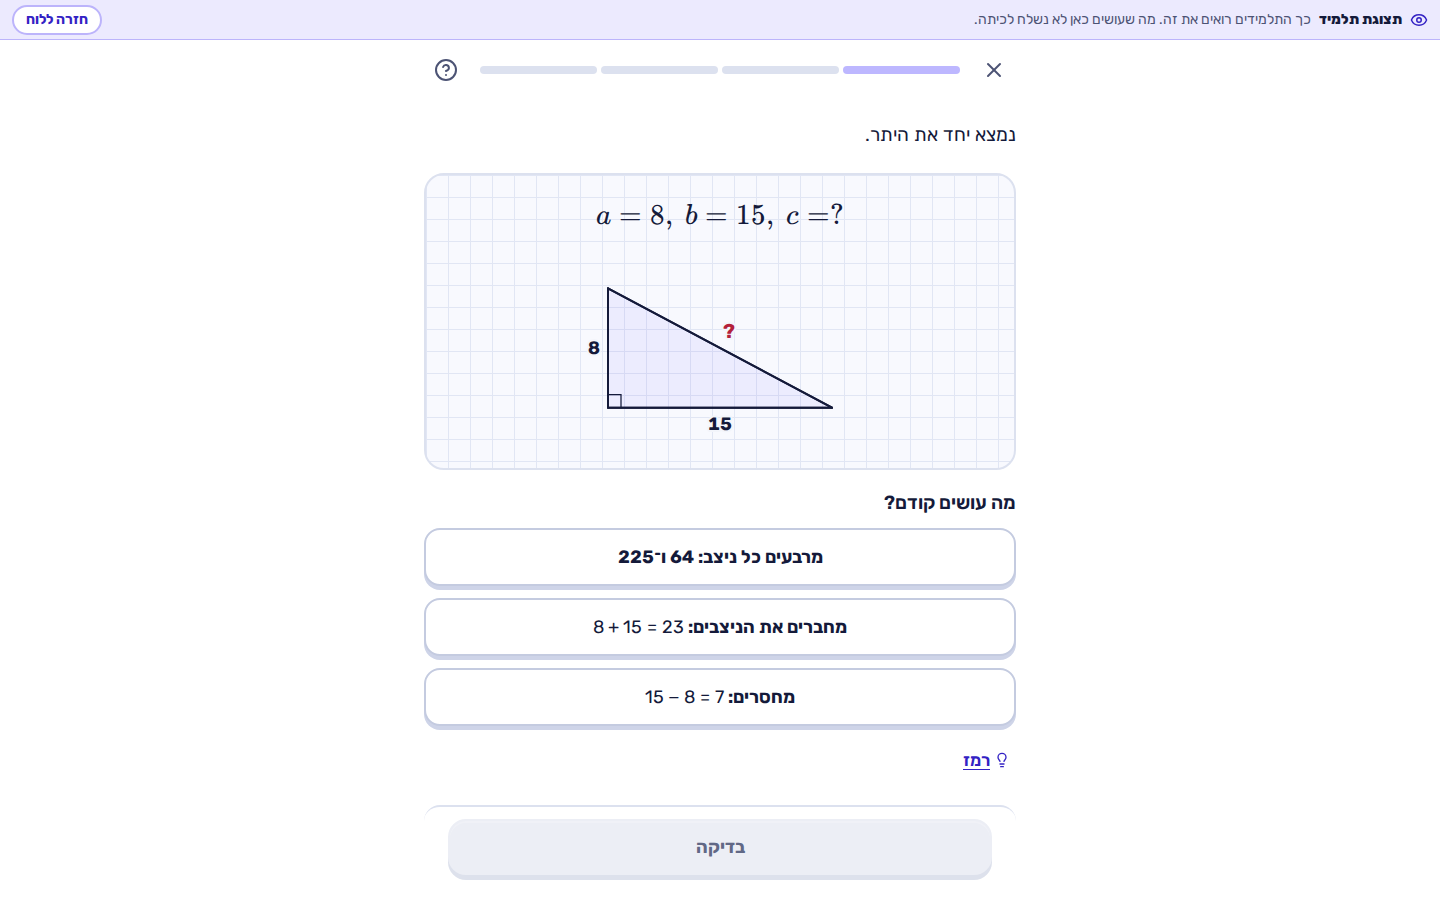 תצוגת תלמיד כך התלמידים רואים את זה. מה שעושים כאן לא נשלח לכיתה.
חזרה ללוח
נמצא יחד את היתר.
a = 8, b = 15, c =?
?
8
15
מה עושים קודם?
מרבעים כל ניצב: 64 ו־225
מחברים את הניצבים: 8 + 15 = 23
מחסרים: 15 − 8 = 7
רמז
בדיקה